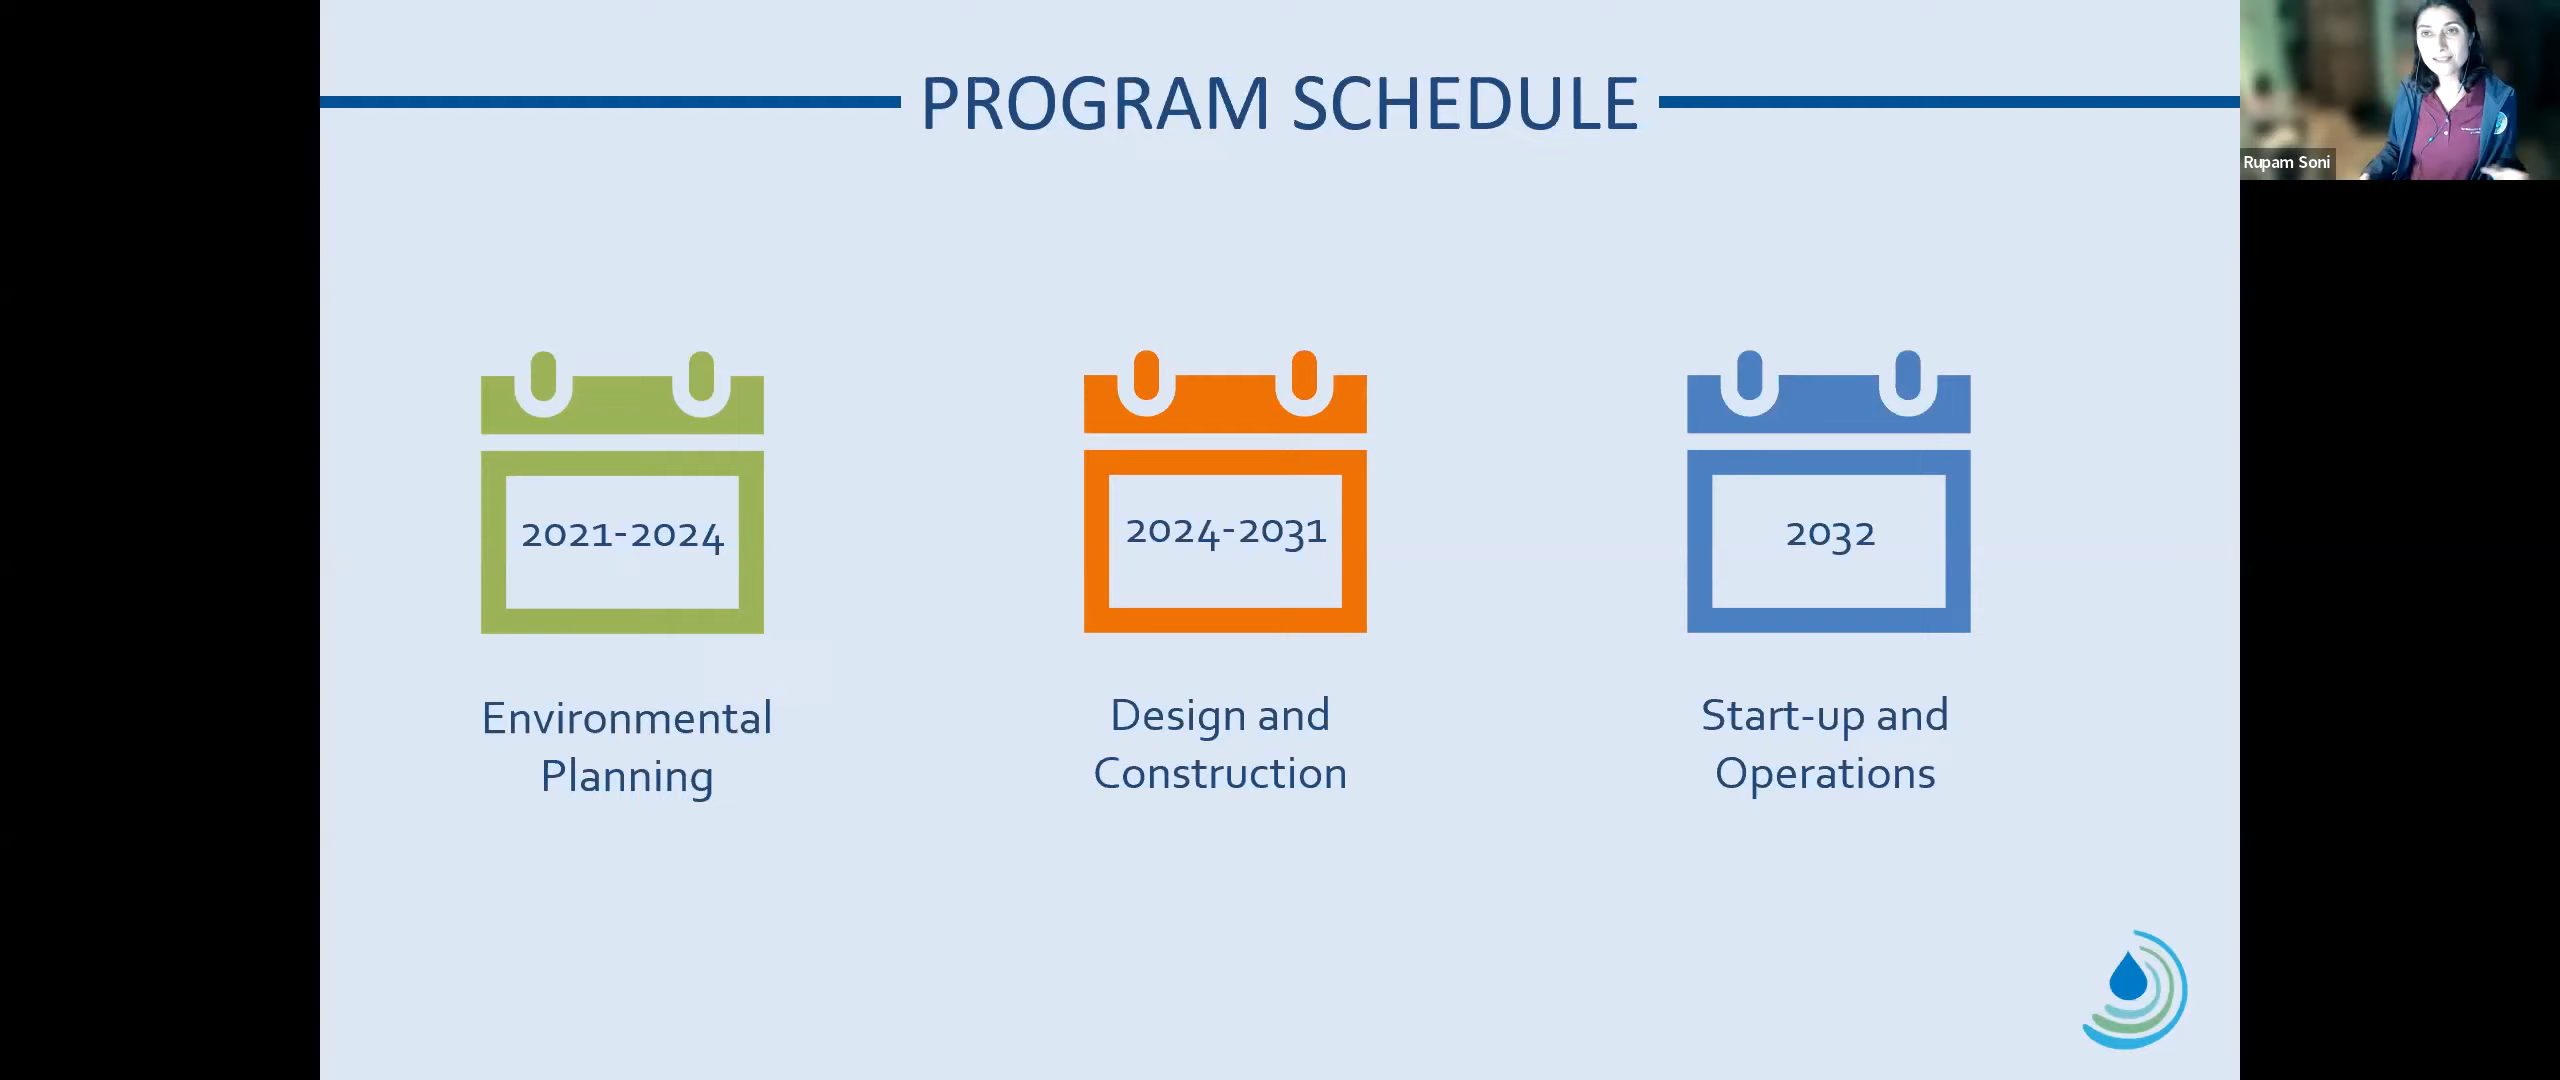 PROGRAM SCHEDULE
Rupam Soni
2021-2024
2024-2031
2032
Environmental
Planning
Design and
Construction
Start-up and
Operations